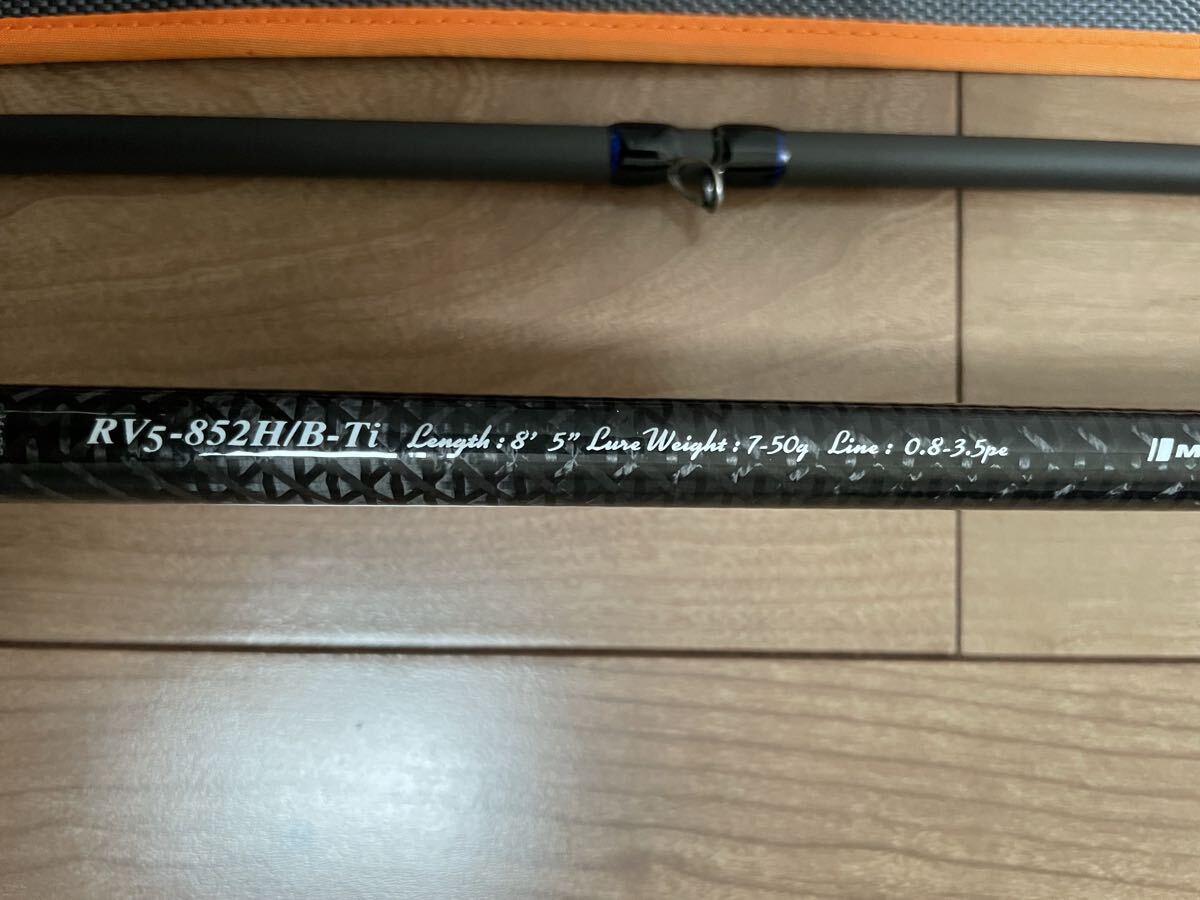 RV5-852H/B-Ti Length : 8' 5" Lure Weight : 7-50g Line : 0.8-3.5pe